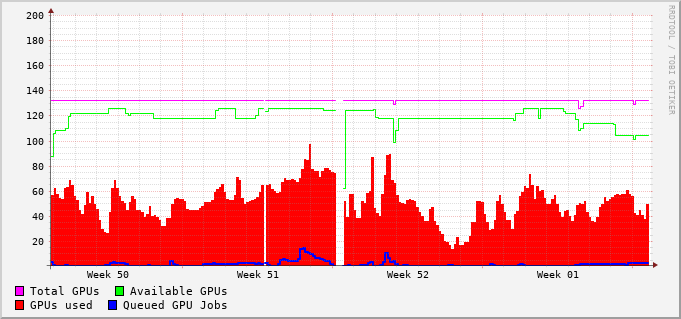 200
180
160
140
120
100
80
60
40
20
Week 50 Week 51 Week 52 Week 01
Total GPUs Available GPUs
GPUs used Queued GPU Jobs
RRDTOOL / TOBI OETIKER